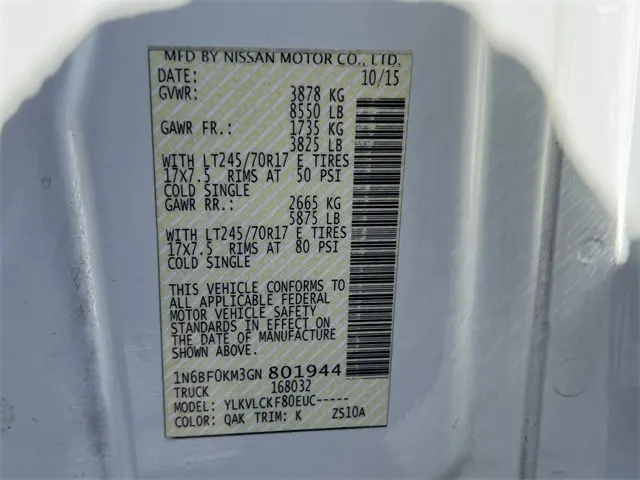 MFD BY NISSAN MOTOR CO., LTD.
DATE: 10/15
GVWR: 3878 KG
8550 LB
GAWR FR.: 1735 KG
3825 LB
WITH LT245/70R17 E TIRES
17X7.5 RIMS AT 50 PSI
COLD SINGLE
GAWR RR.: 2665 KG
5875 LB
WITH LT245/70R17 E TIRES
17X7.5 RIMS AT 80 PSI
COLD SINGLE
THIS VEHICLE CONFORMS TO
ALL APPLICABLE FEDERAL
MOTOR VEHICLE SAFETY
STANDARDS IN EFFECT ON
THE DATE OF MANUFACTURE
SHOWN ABOVE.
1N6BF0KM3GN801944
TRUCK 168032
MODEL: YLKVLCKF80EUC-----
COLOR: QAK TRIM: K ZS10A